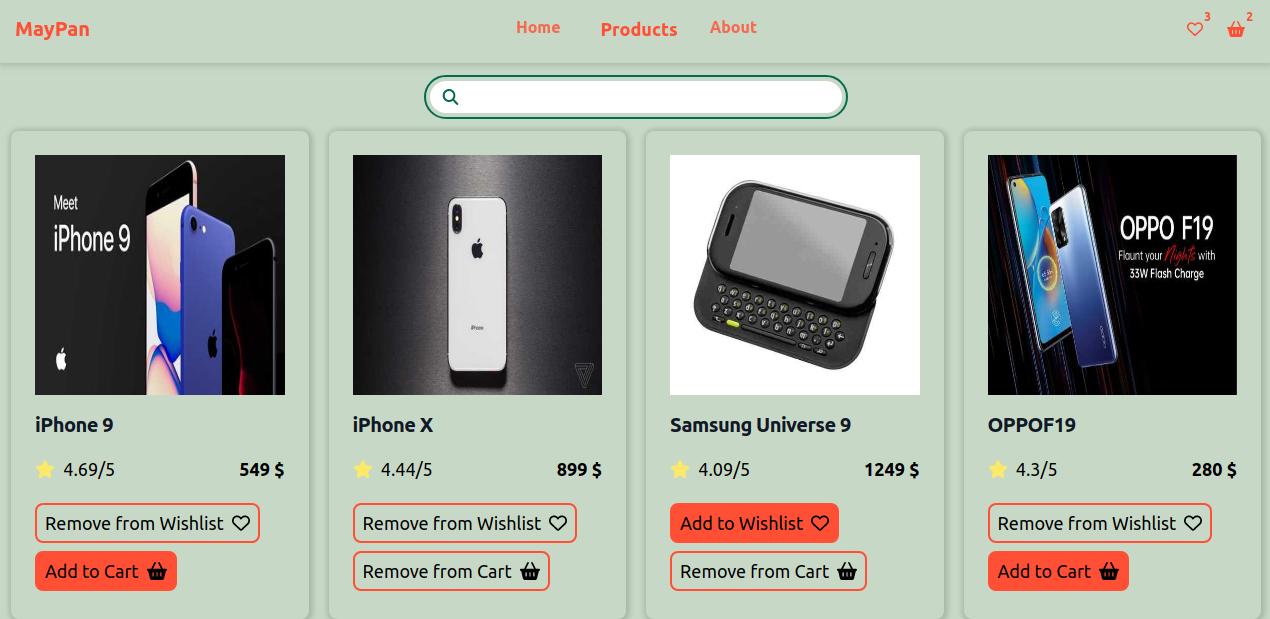 MayPan
Home
Products
About
3
2
Meet
iPhone 9
iPhone
OPPO F19
Flaunt your Nights with
33W Flash Charge
iPhone 9
4.69/5
549 $
Remove from Wishlist
Add to Cart
iPhone X
4.44/5
899 $
Remove from Wishlist
Remove from Cart
Samsung Universe 9
4.09/5
1249 $
Add to Wishlist
Remove from Cart
OPPOF19
4.3/5
280 $
Remove from Wishlist
Add to Cart